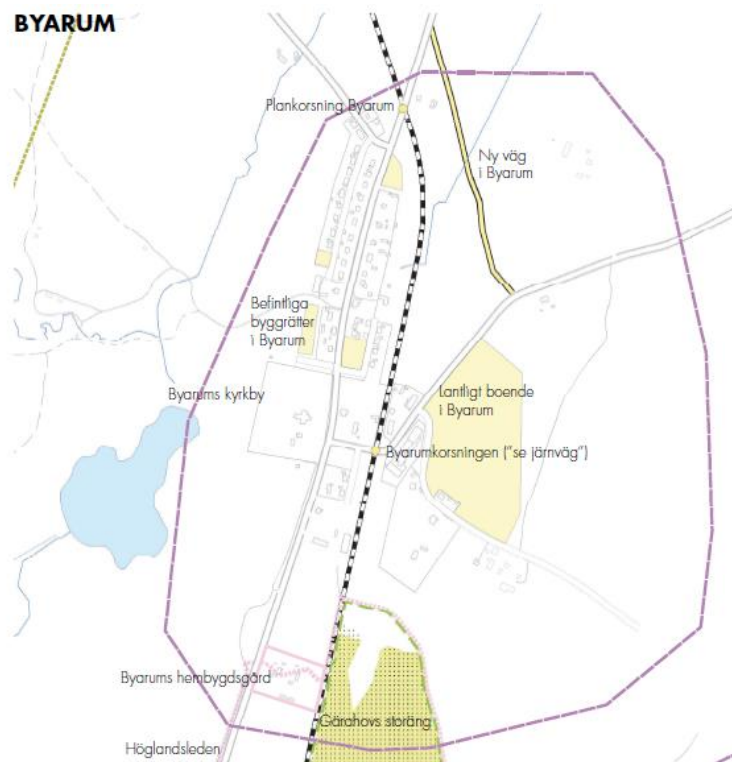 BYARUM
Plankorsning Byarum
Ny väg
i Byarum
Befintliga
byggrätter
i Byarum
Byarums kyrkby
Lantligt boende
i Byarum
Byarumkorsningen ("se järnväg")
Byarums hembygdsgård
Gärahovs storäng
Höglandsleden